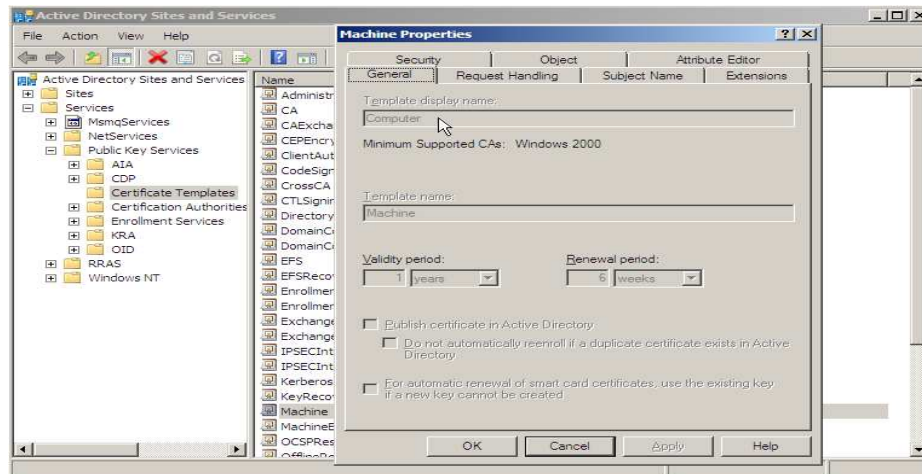 Active Directory Sites and Services
File Action View Help
Active Directory Sites and Services
Sites
Services
MsmqServices
NetServices
Public Key Services
AIA
CDP
Certificate Templates
Certification Authorities
Enrollment Services
KRA
OID
RRAS
Windows NT
Name
Administr
CA
CAExcha
CEPEncry
ClientAut
CodeSign
CrossCA
CTLSignin
Directory
DomainCo
DomainCo
EFS
EFSRecov
Enrollmen
Enrollmen
Exchange
Exchange
IPSECInt
IPSECInt
Kerberos
KeyRecov
Machine
MachineE
OCSPRes
Machine Properties
Security Object Attribute Editor
General Request Handling Subject Name Extensions
Template display name:
Computer
Minimum Supported CAs: Windows 2000
Template name:
Machine
Validity period: Renewal period:
1 years 6 weeks
Publish certificate in Active Directory
Do not automatically reenroll if a duplicate certificate exists in Active
Directory
For automatic renewal of smart card certificates, use the existing key
if a new key cannot be created
OK Cancel Apply Help